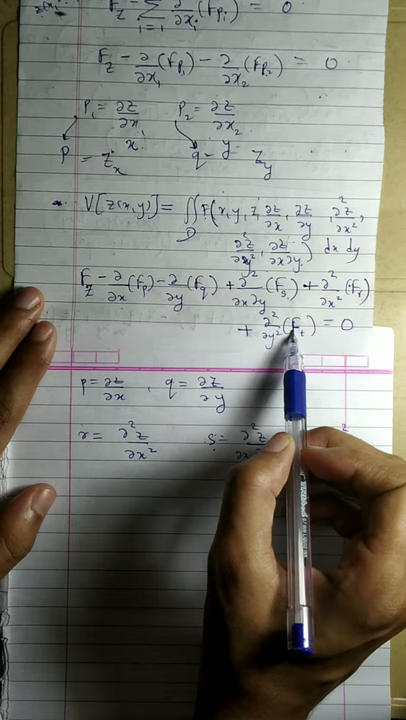 F_z - Σ_{i=1} ∂/∂x_i (F_{p_i}) = 0
F_z - ∂/∂x_1 (F_{p_1}) - ∂/∂x_2 (F_{p_2}) = 0
p_1 = ∂z/∂x_1 p_2 = ∂z/∂x_2
x y
p = z_x q - z_y
V[z(x,y)] = ∬_D F(x, y, z, ∂z/∂x, ∂z/∂y, ∂²z/∂x²,
∂²z/∂y², ∂²z/∂x∂y) dx dy
F_z - ∂/∂x (F_p) - ∂/∂y (F_q) + ∂²/∂x∂y (F_s) + ∂²/∂x² (F_r)
+ ∂²/∂y² (F_t) = 0
p = ∂z/∂x , q = ∂z/∂y
r = ∂²z/∂x² s = ∂²z